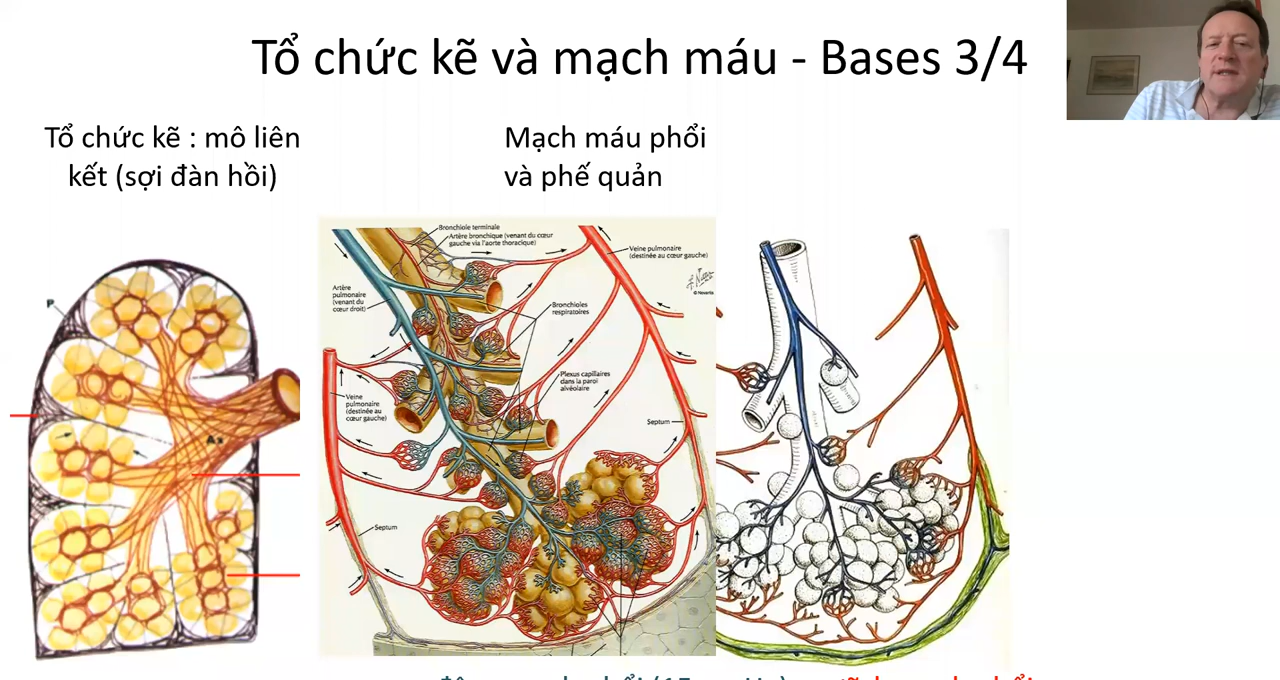 Tổ chức kẽ và mạch máu - Bases 3/4
Tổ chức kẽ : mô liên
kết (sợi đàn hồi)
Mạch máu phổi
và phế quản
P
Ax
Bronchiole terminale
Artère bronchique (venant du cœur
gauche via l'aorte thoracique)
Veine pulmonaire
(destinée au cœur gauche)
Artère
pulmonaire
(venant du
cœur droit)
Bronchioles
respiratoires
Plexus capillaires
dans la paroi
alvéolaire
Veine
pulmonaire
(destinée au
cœur gauche)
Septum
Septum